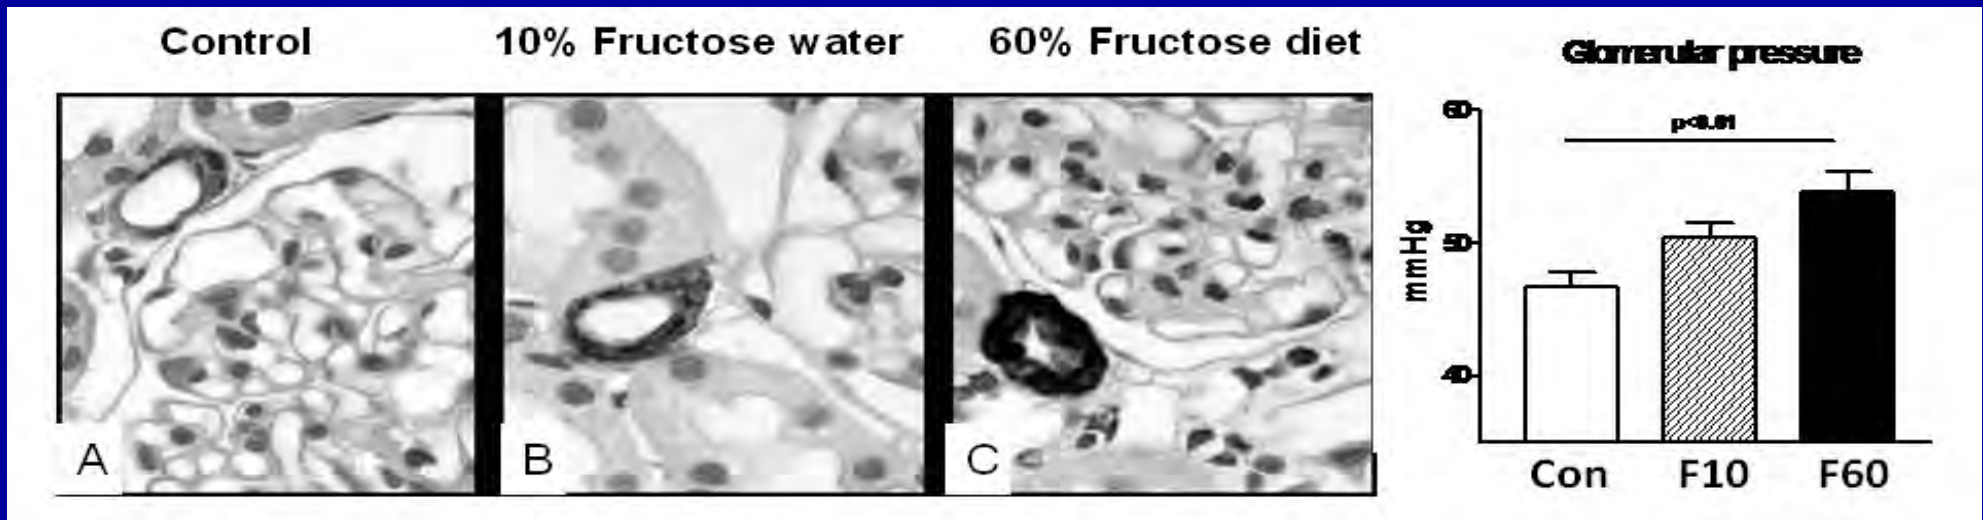 Control
10% Fructose water
60% Fructose diet
A
B
C
Glomerular pressure
mmHg
60
p<0.01
50
40
Con
F10
F60